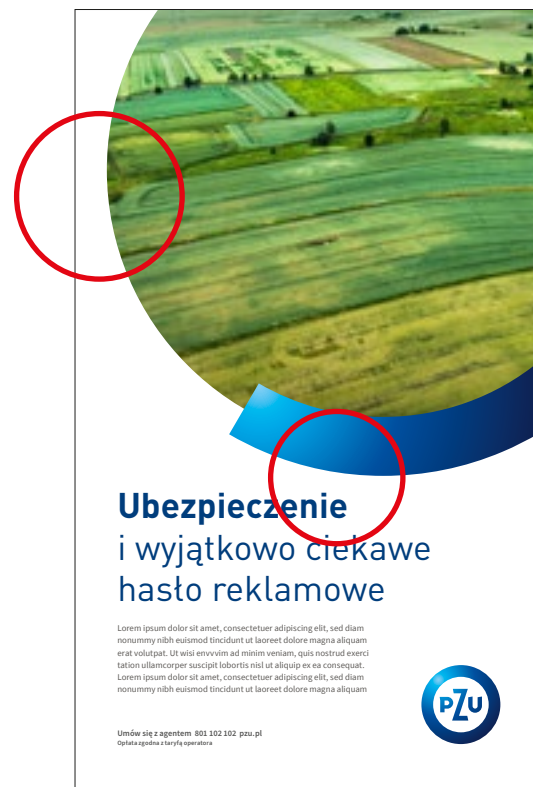 Ubezpieczenie
i wyjątkowo ciekawe
hasło reklamowe
Lorem ipsum dolor sit amet, consectetuer adipiscing elit, sed diam
nonummy nibh euismod tincidunt ut laoreet dolore magna aliquam
erat volutpat. Ut wisi envvvim ad minim veniam, quis nostrud exerci
tation ullamcorper suscipit lobortis nisl ut aliquip ex ea consequat.
Lorem ipsum dolor sit amet, consectetuer adipiscing elit, sed diam
nonummy nibh euismod tincidunt ut laoreet dolore magna aliquam
PZU
Umów się z agentem 801 102 102 pzu.pl
Opłata zgodna z taryfą operatora